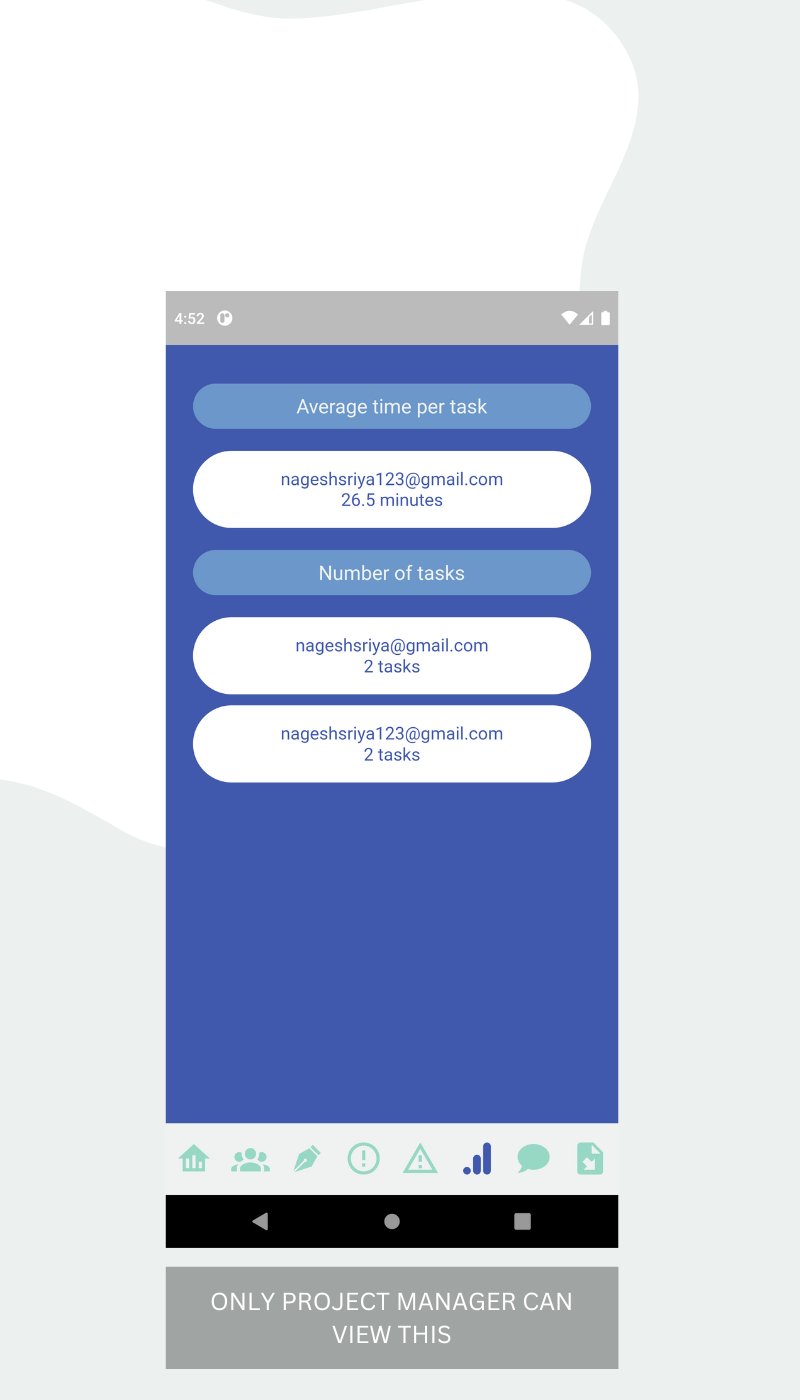 4:52
Average time per task
nageshsriya123@gmail.com
26.5 minutes
Number of tasks
nageshsriya@gmail.com
2 tasks
nageshsriya123@gmail.com
2 tasks
ONLY PROJECT MANAGER CAN
VIEW THIS